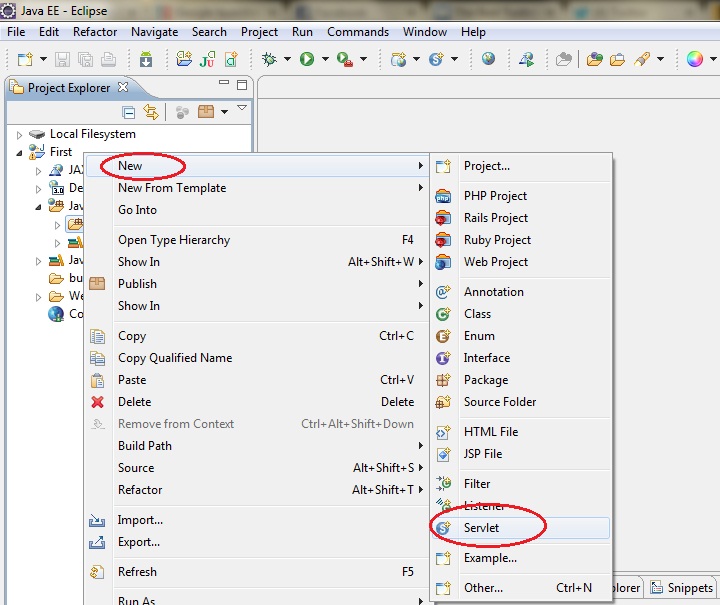 Java EE - Eclipse
File Edit Refactor Navigate Search Project Run Commands Window Help
Project Explorer
Local Filesystem
First
JAX
De
Jav
Jav
bu
We
Co
New
New From Template
Go Into
Open Type Hierarchy F4
Show In Alt+Shift+W
Publish
Show In
Copy Ctrl+C
Copy Qualified Name
Paste Ctrl+V
Delete Delete
Remove from Context Ctrl+Alt+Shift+Down
Build Path
Source Alt+Shift+S
Refactor Alt+Shift+T
Import...
Export...
Refresh F5
Run As
Project...
PHP Project
Rails Project
Ruby Project
Web Project
Annotation
Class
Enum
Interface
Package
Source Folder
HTML File
JSP File
Filter
Listener
Servlet
Example...
Other... Ctrl+N
plorer Snippets